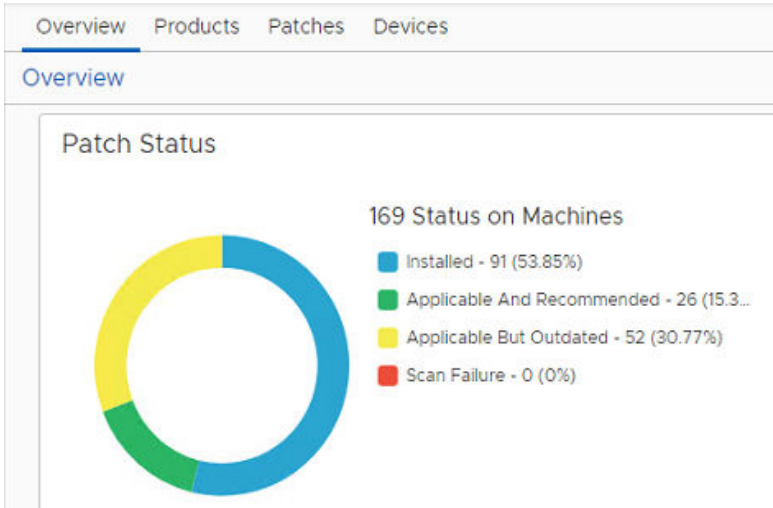 Overview Products Patches Devices
Overview
Patch Status
169 Status on Machines
Installed - 91 (53.85%)
Applicable And Recommended - 26 (15.3...
Applicable But Outdated - 52 (30.77%)
Scan Failure - 0 (0%)